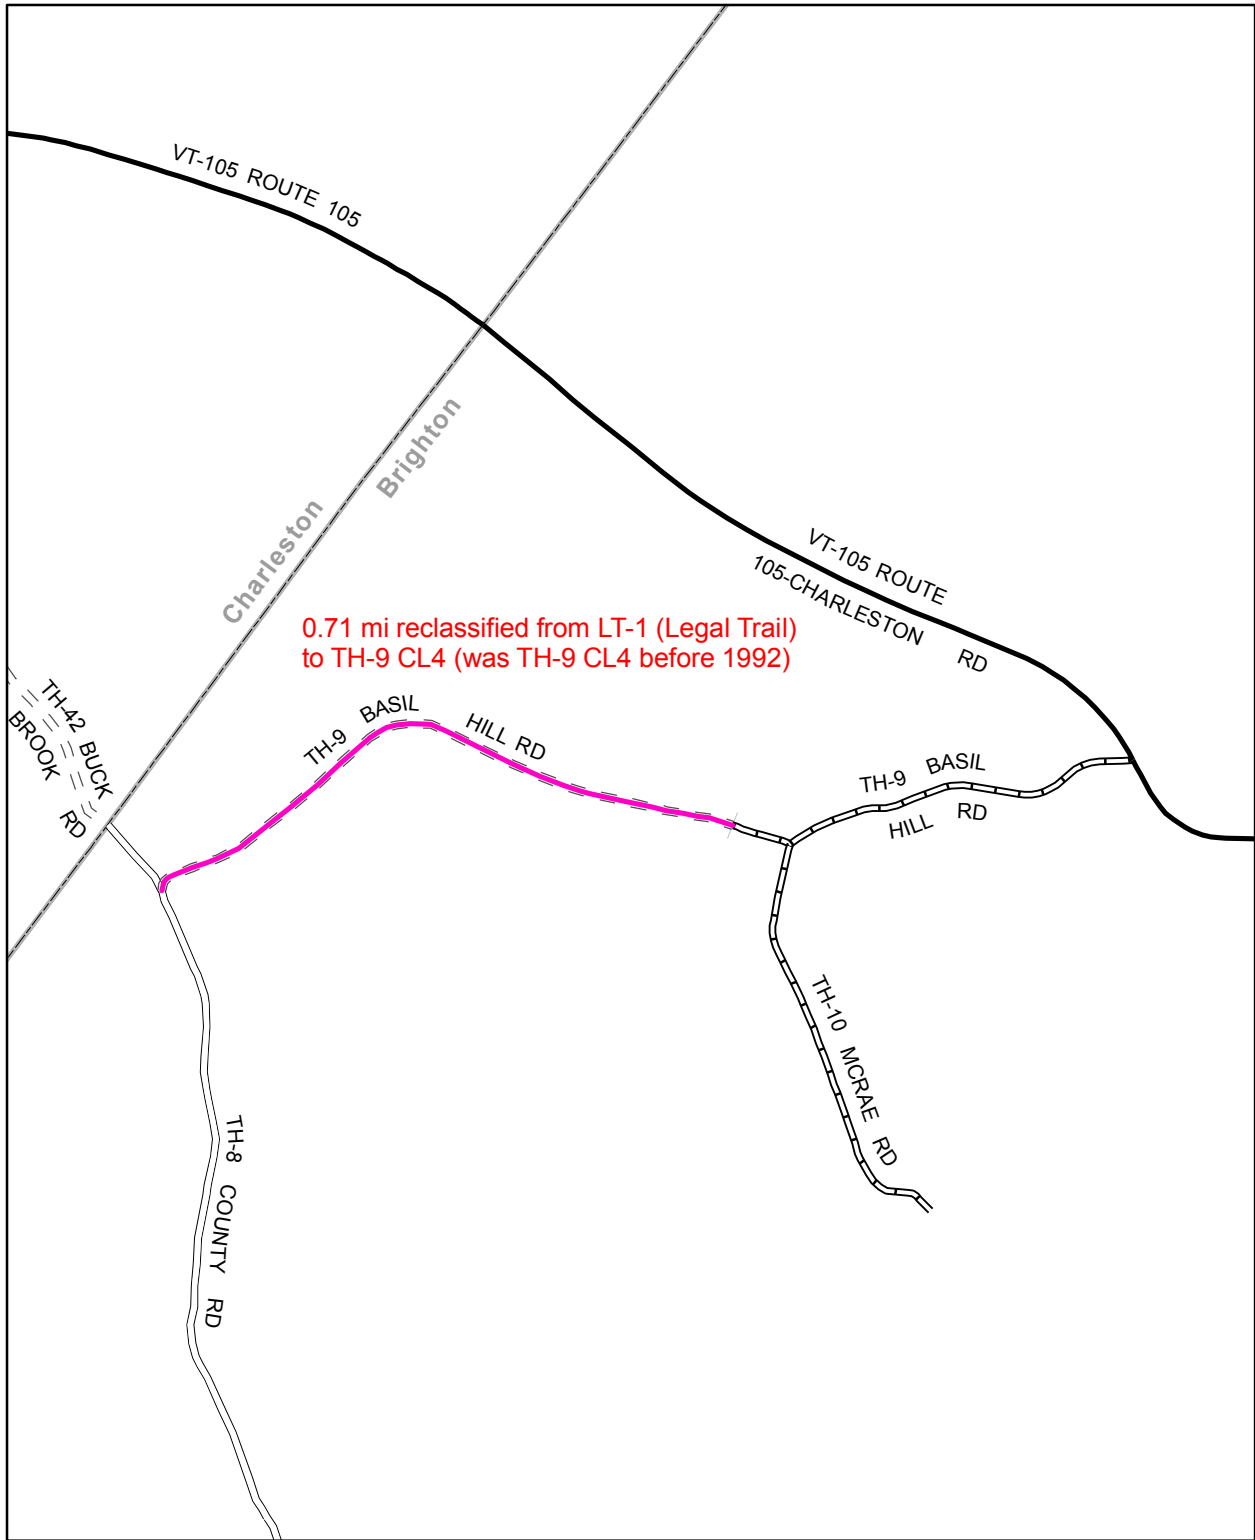 VT-105 ROUTE 105
Brighton
Charleston
VT-105 ROUTE
105-CHARLESTON RD
0.71 mi reclassified from LT-1 (Legal Trail)
to TH-9 CL4 (was TH-9 CL4 before 1992)
TH-42 BUCK
BROOK RD
TH-9 BASIL HILL RD
TH-9 BASIL
HILL RD
TH-10 MCRAE RD
TH-8 COUNTY RD